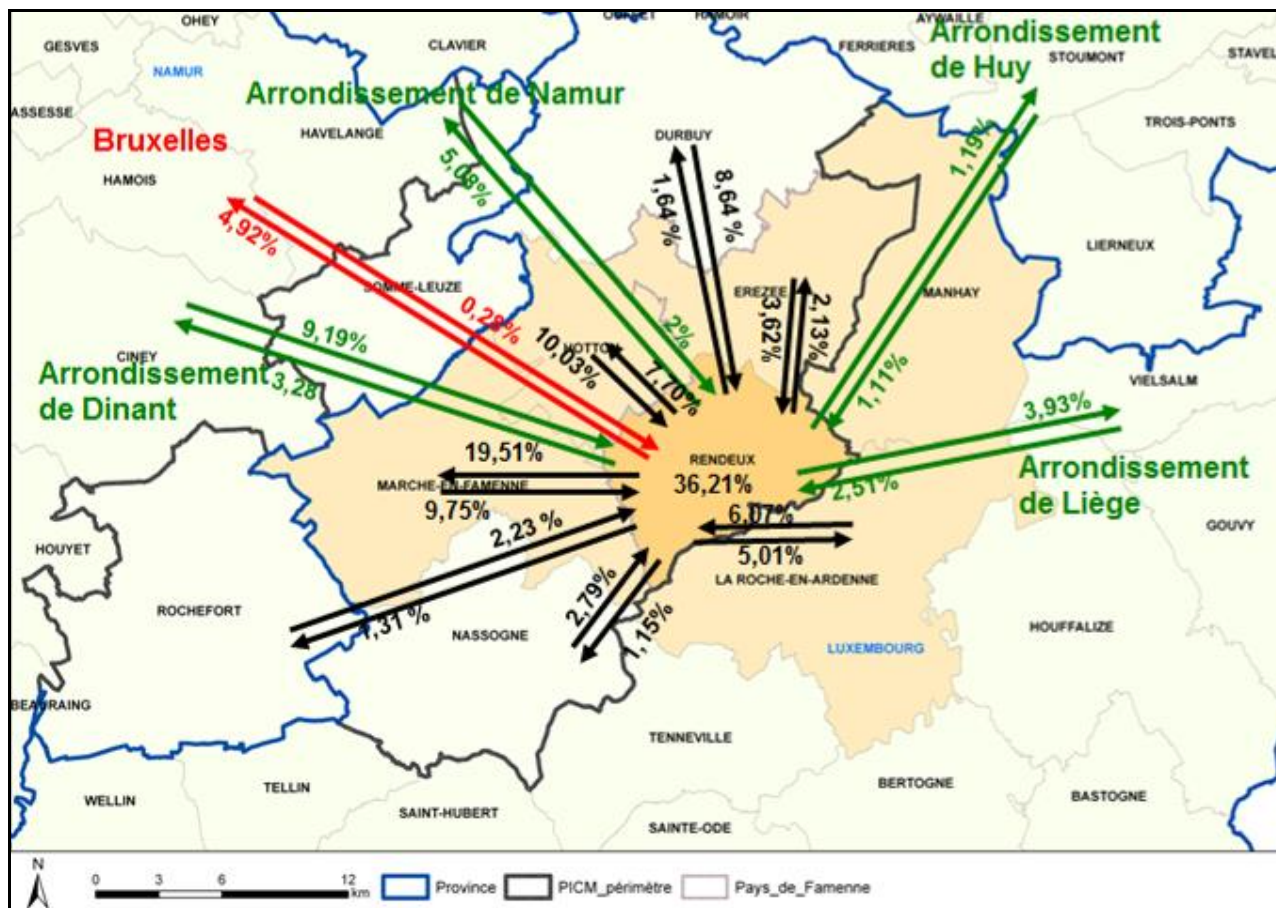 OHEY
OUFFET
HAMOIR
AYWAILLE
GESVES
CLAVIER
FERRIERES
Arrondissement
de Huy
STOUMONT
STAVEL
NAMUR
Arrondissement de Namur
ASSESSE
HAVELANGE
DURBUY
TROIS-PONTS
Bruxelles
HAMOIS
5,08%
1,64 %
8,64 %
1,19%
4,92%
LIERNEUX
SOMME-LEUZE
EREZEE
MANHAY
0,28%
2%
3,62%
2,13%
9,19%
HOTTON
10,03%
7,70%
CINEY
3,28
1,11%
VIELSALM
Arrondissement
de Dinant
3,93%
19,51%
RENDEUX
MARCHE-EN-FAMENNE
36,21%
2,51%
Arrondissement
de Liège
9,75%
6,07%
2,23 %
5,01%
GOUVY
HOUYET
LA ROCHE-EN-ARDENNE
2,79%
ROCHEFORT
1,31 %
NASSOGNE
1,15%
HOUFFALIZE
LUXEMBOURG
BEAURAING
TENNEVILLE
TELLIN
BERTOGNE
WELLIN
SAINT-HUBERT
BASTOGNE
SAINTE-ODE
N
0 3 6 12
km
Province
PICM_périmètre
Pays_de_Famenne